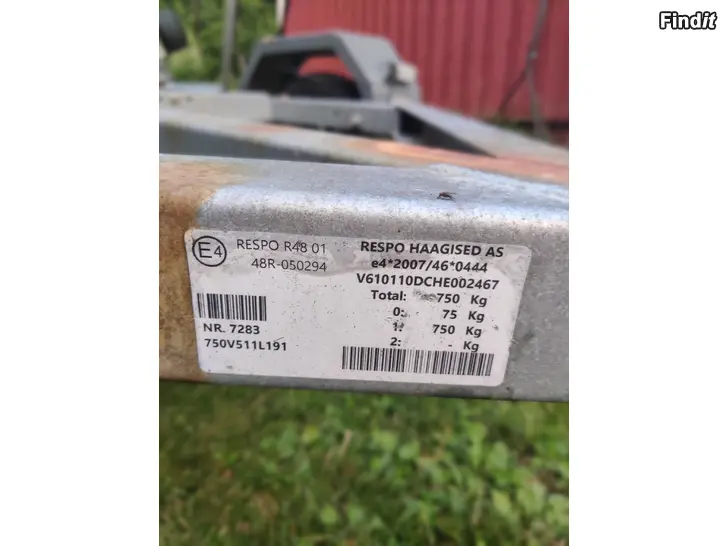 Findit
E4
RESPO R48 01
48R-050294
NR. 7283
750V511L191
RESPO HAAGISED AS
e4*2007/46*0444
V610110DCHE002467
Total: 750 Kg
0: 75 Kg
1: 750 Kg
2: - Kg